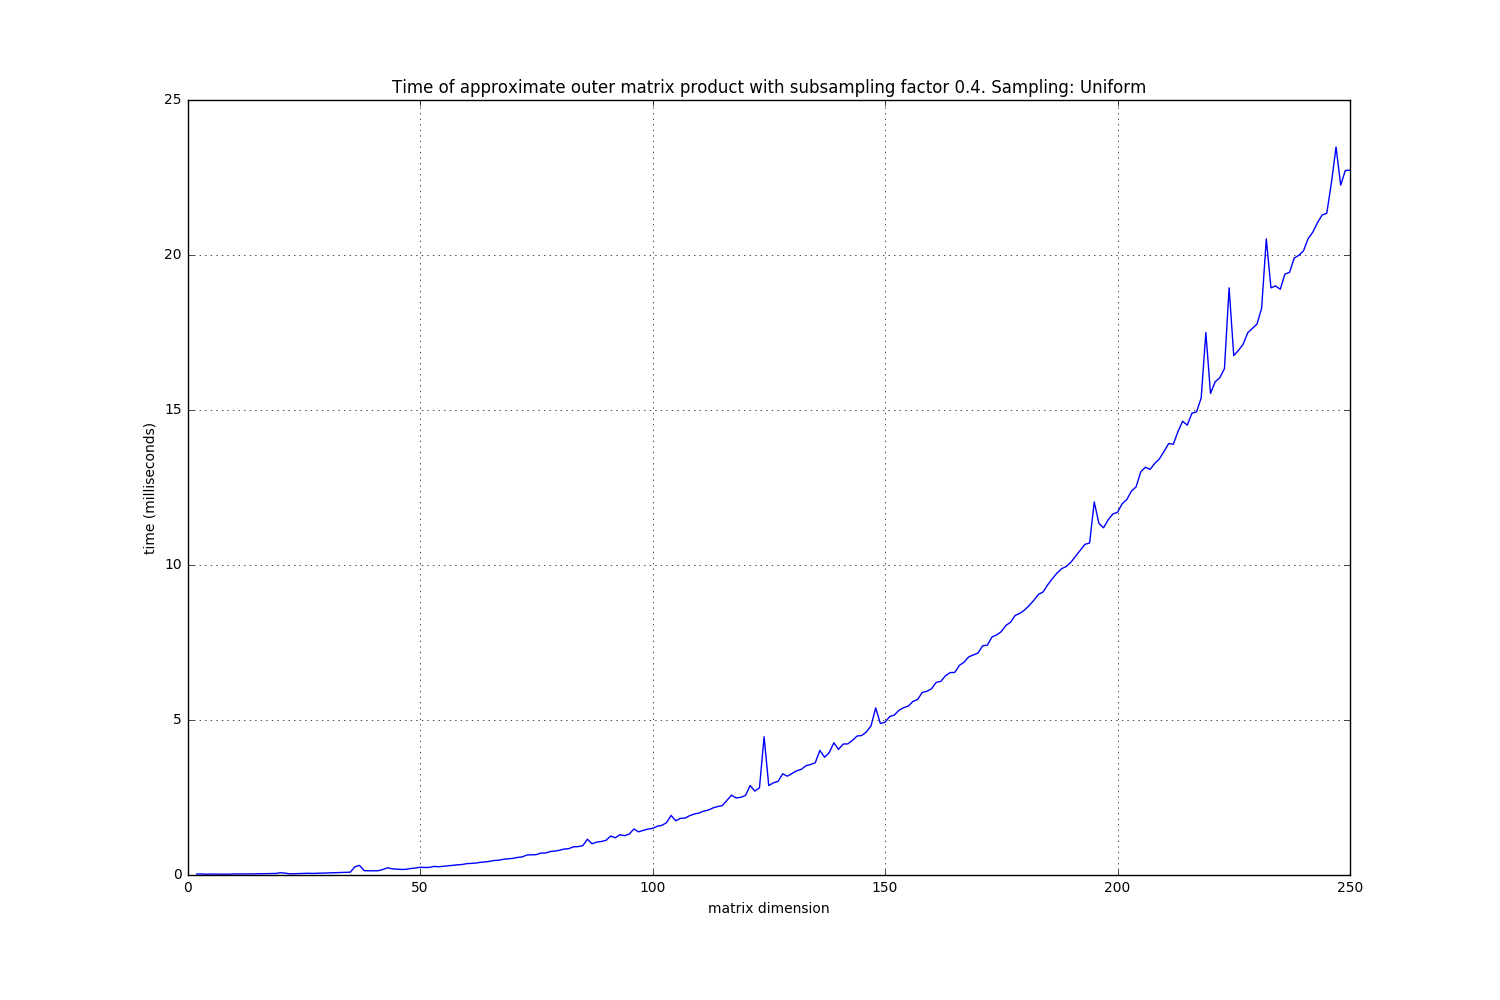 Time of approximate outer matrix product with subsampling factor 0.4. Sampling: Uniform
25
20
15
10
5
0
time (milliseconds)
0 50 100 150 200 250
matrix dimension